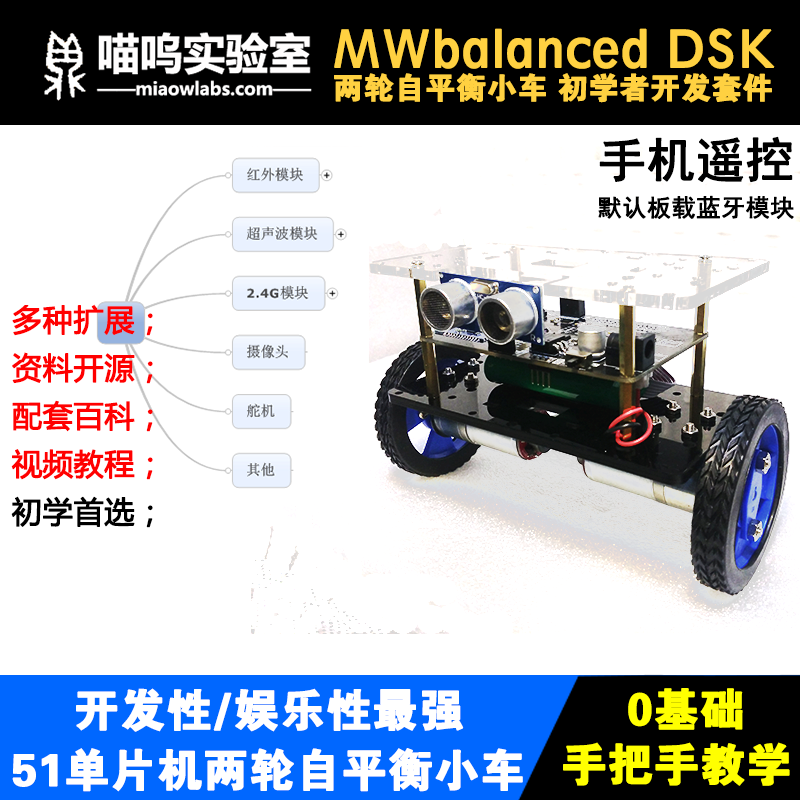 喵呜实验室
miaowlabs.com
MWbalanced DSK
两轮自平衡小车 初学者开发套件
手机遥控
默认板载蓝牙模块
红外模块
超声波模块
2.4G模块
摄像头
舵机
其他
多种扩展；
资料开源；
配套百科；
视频教程；
初学首选；
开发性/娱乐性最强
51单片机两轮自平衡小车
0基础
手把手教学